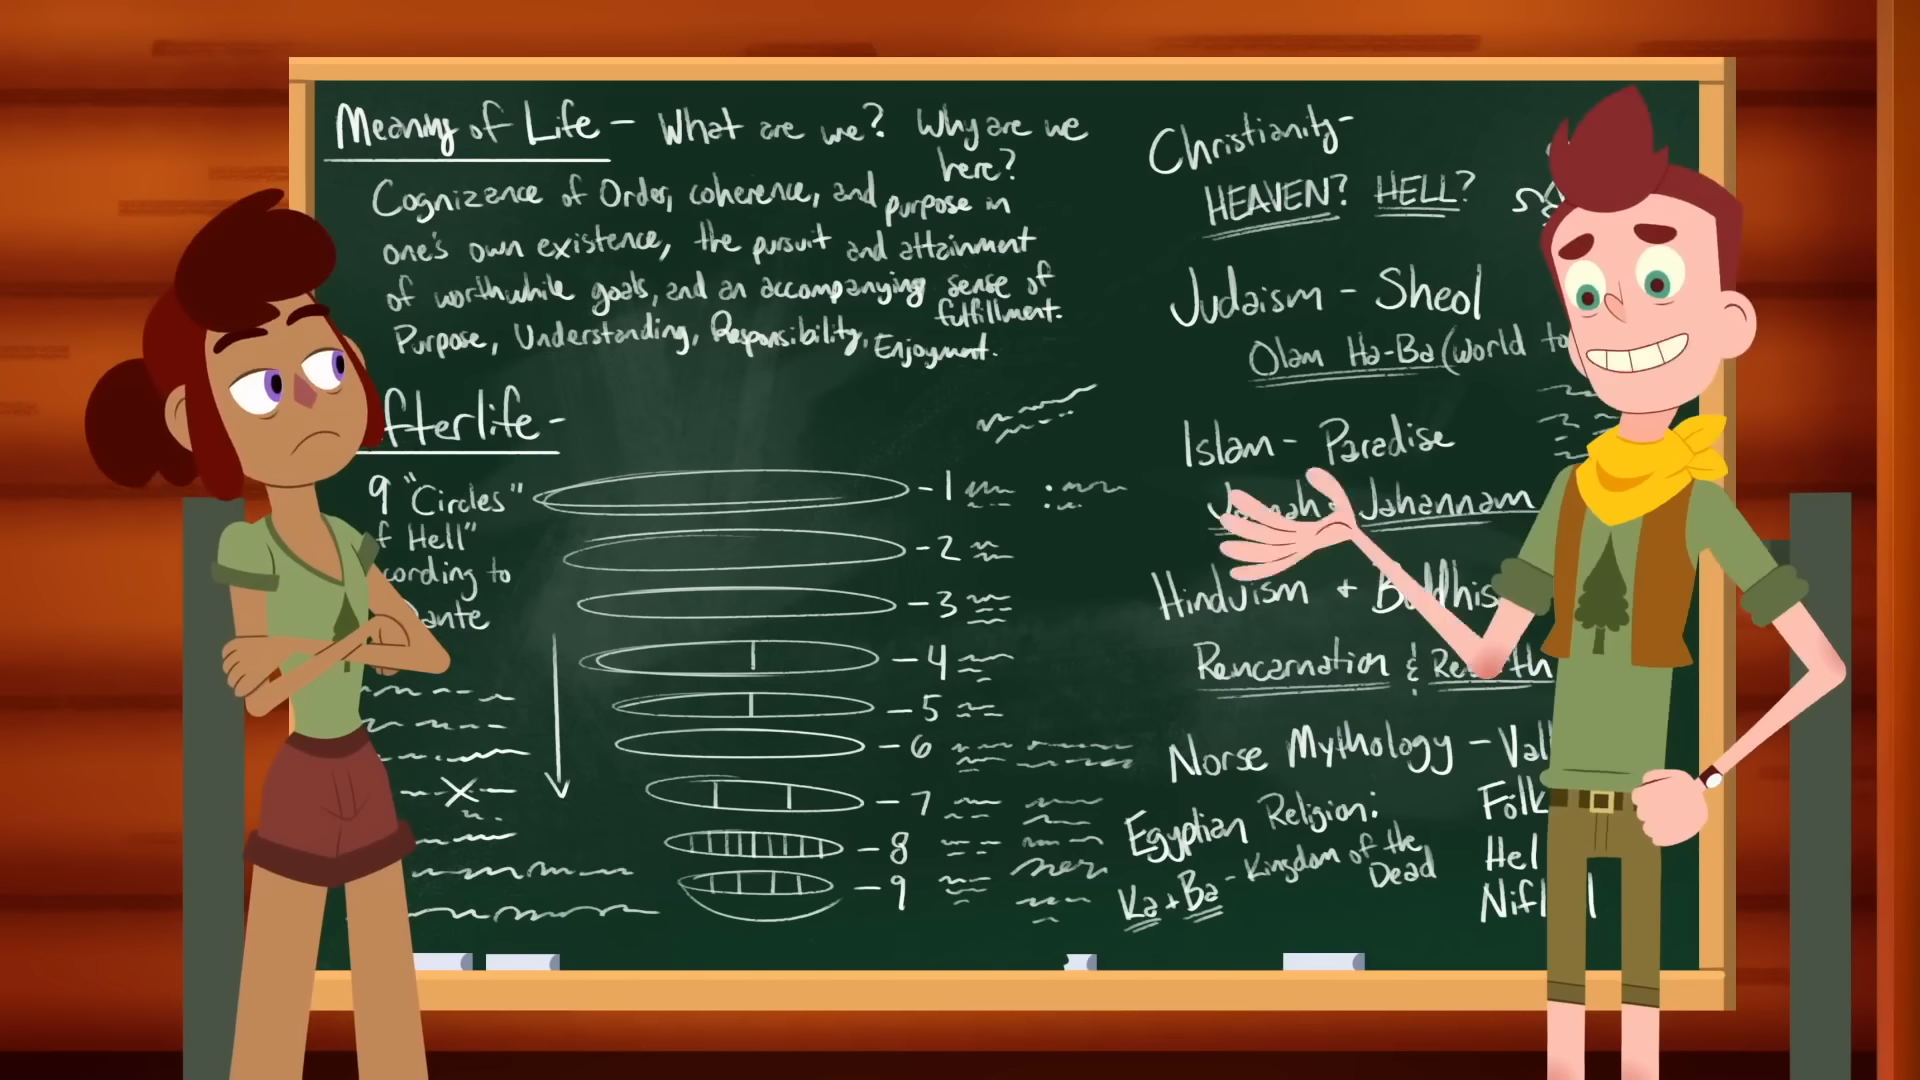 Meaning of Life - What are we? Why are we
here?
Cognizance of Order, coherence, and purpose in
one's own existence, the pursuit and attainment
of worthwhile goals, and an accompanying sense of
fulfillment.
Purpose, Understanding, Responsibility, Enjoyment.
fterlife -
9 "Circles"
f Hell"
cording to
ante
- 1
- 2
- 3
- 4
- 5
- 6
- 7
- 8
- 9
Christianity -
HEAVEN? HELL?
Judaism - Sheol
Olam Ha-Ba (world to
Islam - Paradise
Jahannam
Hinduism +
Rencarnation &
Norse Mythology - Val
Folk
Hel
Nifl
Egyptian Religion:
Ka + Ba - Kingdom of the
Dead